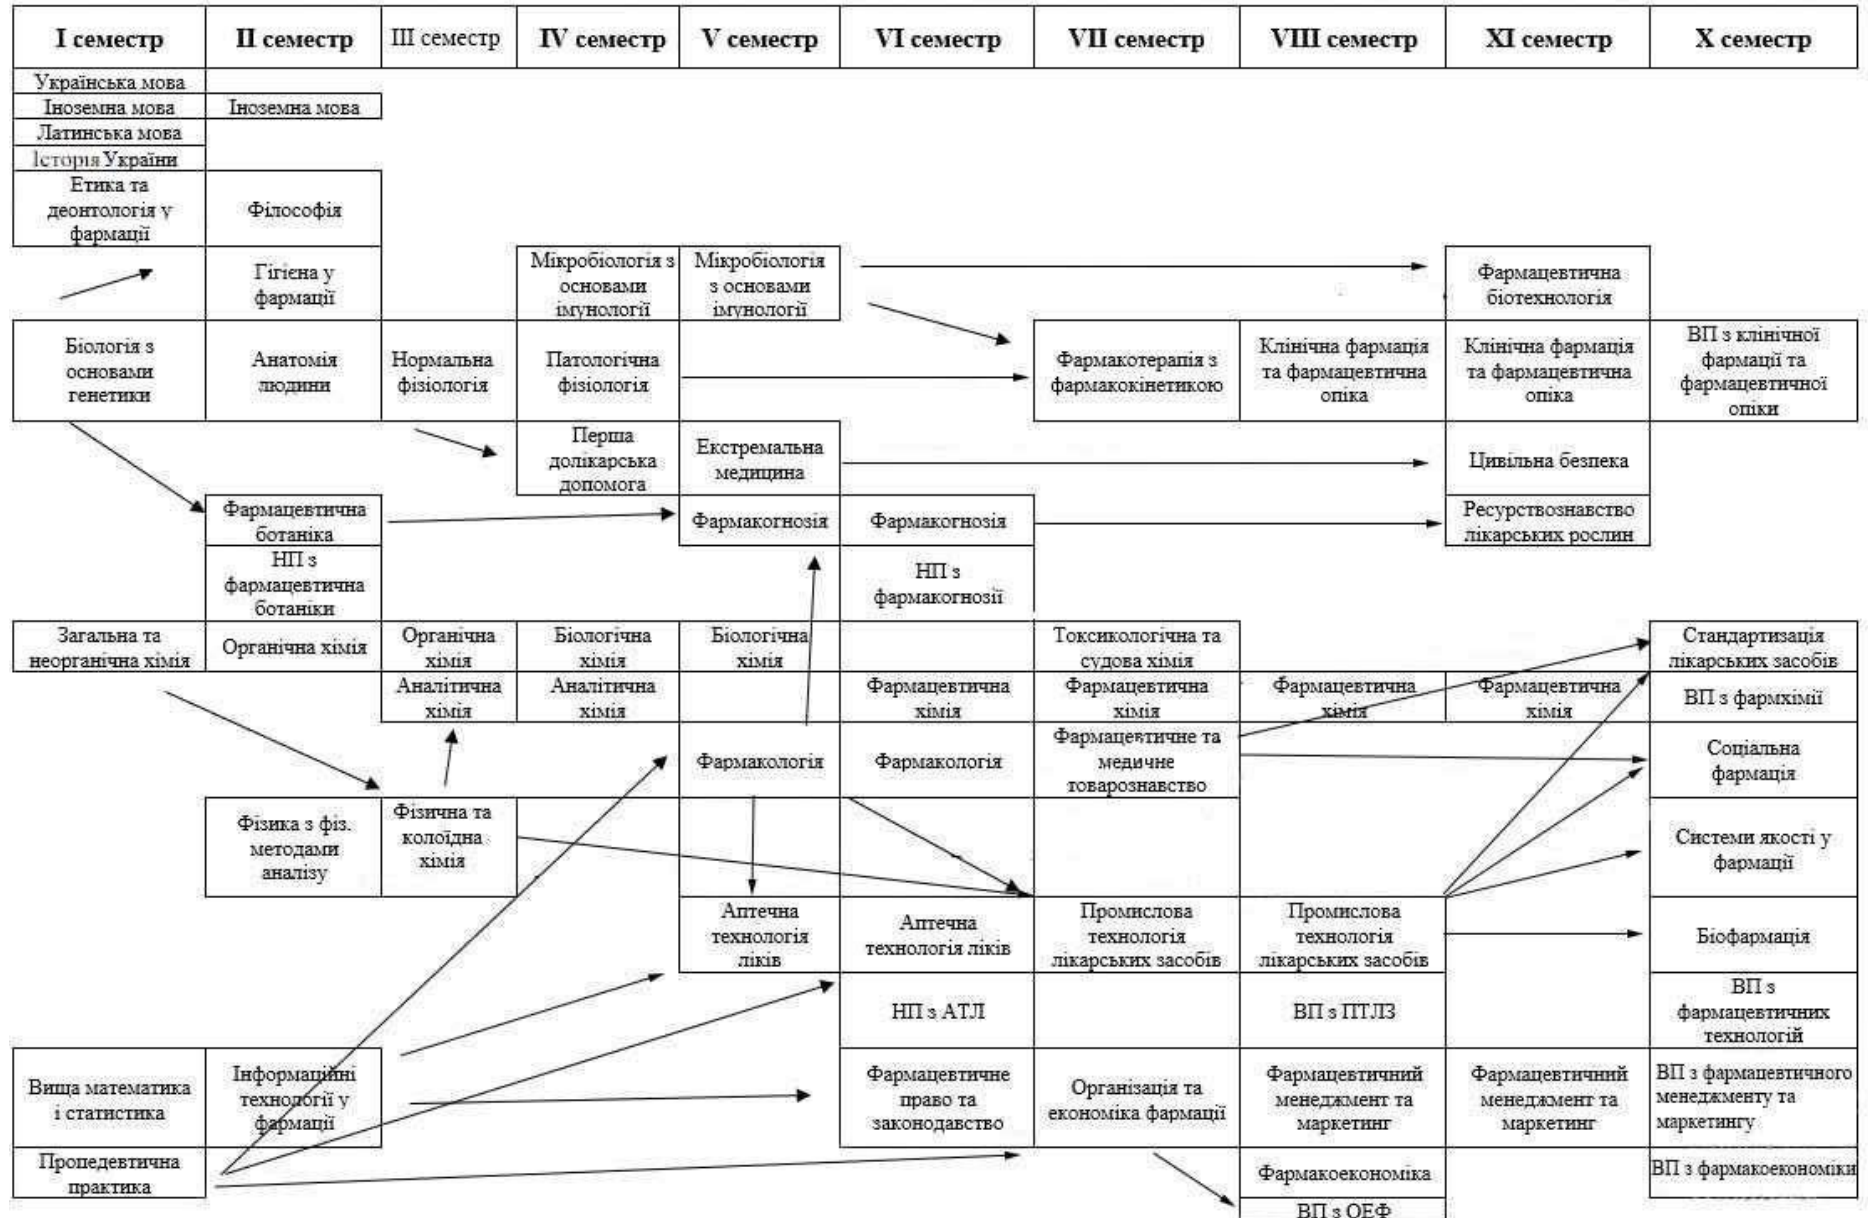 I семестр
II семестр
III семестр
IV семестр
V семестр
VI семестр
VII семестр
VIII семестр
XI семестр
X семестр
Українська мова
Іноземна мова
Іноземна мова
Латинська мова
Історія України
Етика та
деонтологія у
фармації
Філософія
Гігієна у
фармації
Мікробіологія з
основами
імунології
Мікробіологія
з основами
імунології
Фармацевтична
біотехнологія
Біологія з
основами
генетики
Анатомія
людини
Нормальна
фізіологія
Патологічна
фізіологія
Фармакотерапія з
фармакокінетикою
Клінічна фармація
та фармацевтична
опіка
Клінічна фармація
та фармацевтична
опіка
ВП з клінічної
фармації та
фармацевтичної
опіки
Перша
долікарська
допомога
Екстремальна
медицина
Цивільна безпека
Фармацевтична
ботаніка
Фармакогнозія
Фармакогнозія
Ресурствознавство
лікарських рослин
НП з
фармацевтична
ботаніки
НП з
фармакогнозії
Загальна та
неорганічна хімія
Органічна хімія
Органічна
хімія
Біологічна
хімія
Біологічна
хімія
Токсикологічна та
судова хімія
Стандартизація
лікарських засобів
Аналітична
хімія
Аналітична
хімія
Фармацевтична
хімія
Фармацевтична
хімія
Фармацевтична
хімія
Фармацевтична
хімія
ВП з фармхімії
Фармакологія
Фармакологія
Фармацевтичне та
медичне
товарознавство
Соціальна
фармація
Фізика з фіз.
методами
аналізу
Фізична та
колоїдна
хімія
Системи якості у
фармації
Аптечна
технологія
ліків
Аптечна
технологія ліків
Промислова
технологія
лікарських засобів
Промислова
технологія
лікарських засобів
Біофармація
НП з АТЛ
ВП з ПТЛЗ
ВП з
фармацевтичних
технологій
Вища математика
і статистика
Інформаційні
технології у
фармації
Фармацевтичне
право та
законодавство
Організація та
економіка фармації
Фармацевтичний
менеджмент та
маркетинг
Фармацевтичний
менеджмент та
маркетинг
ВП з фармацевтичного
менеджменту та
маркетингу
Пропедевтична
практика
Фармакоекономіка
ВП з фармакоекономіки
ВП з ОЕФ